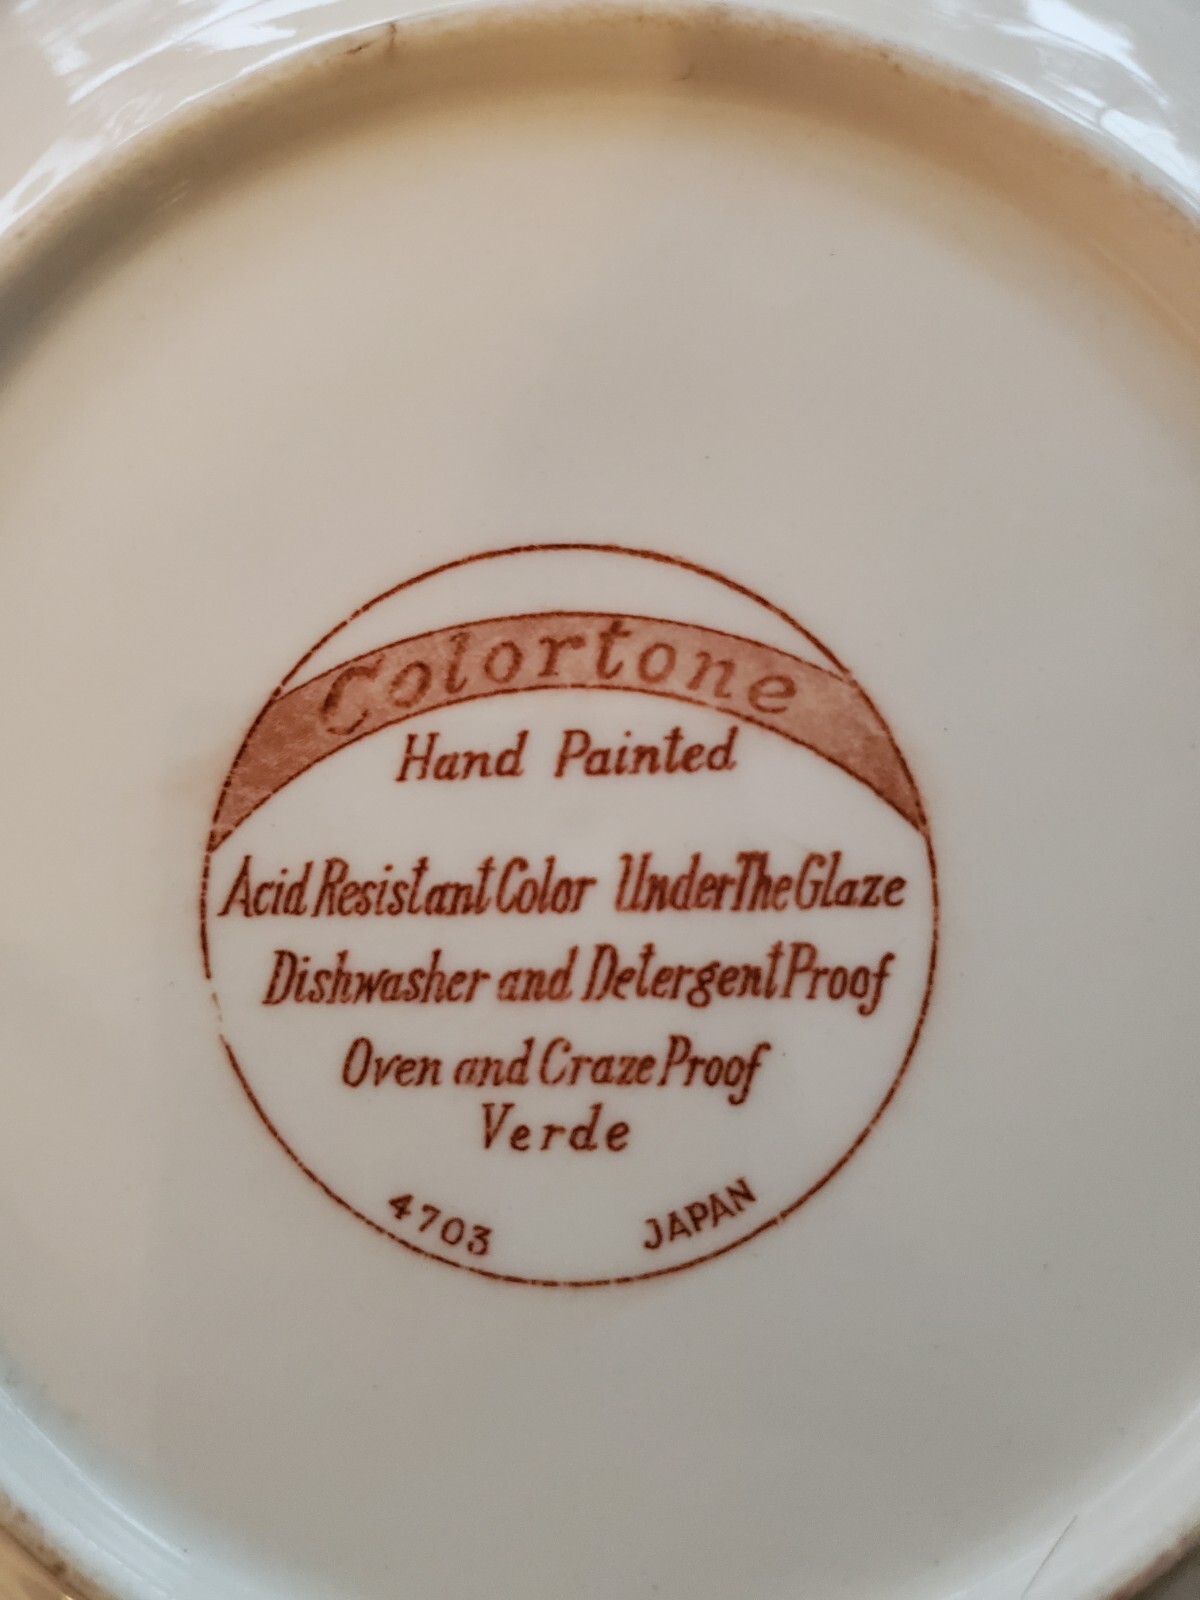 Colortone
Hand Painted
Acid Resistant Color Under The Glaze
Dishwasher and Detergent Proof
Oven and Craze Proof
Verde
4703 JAPAN